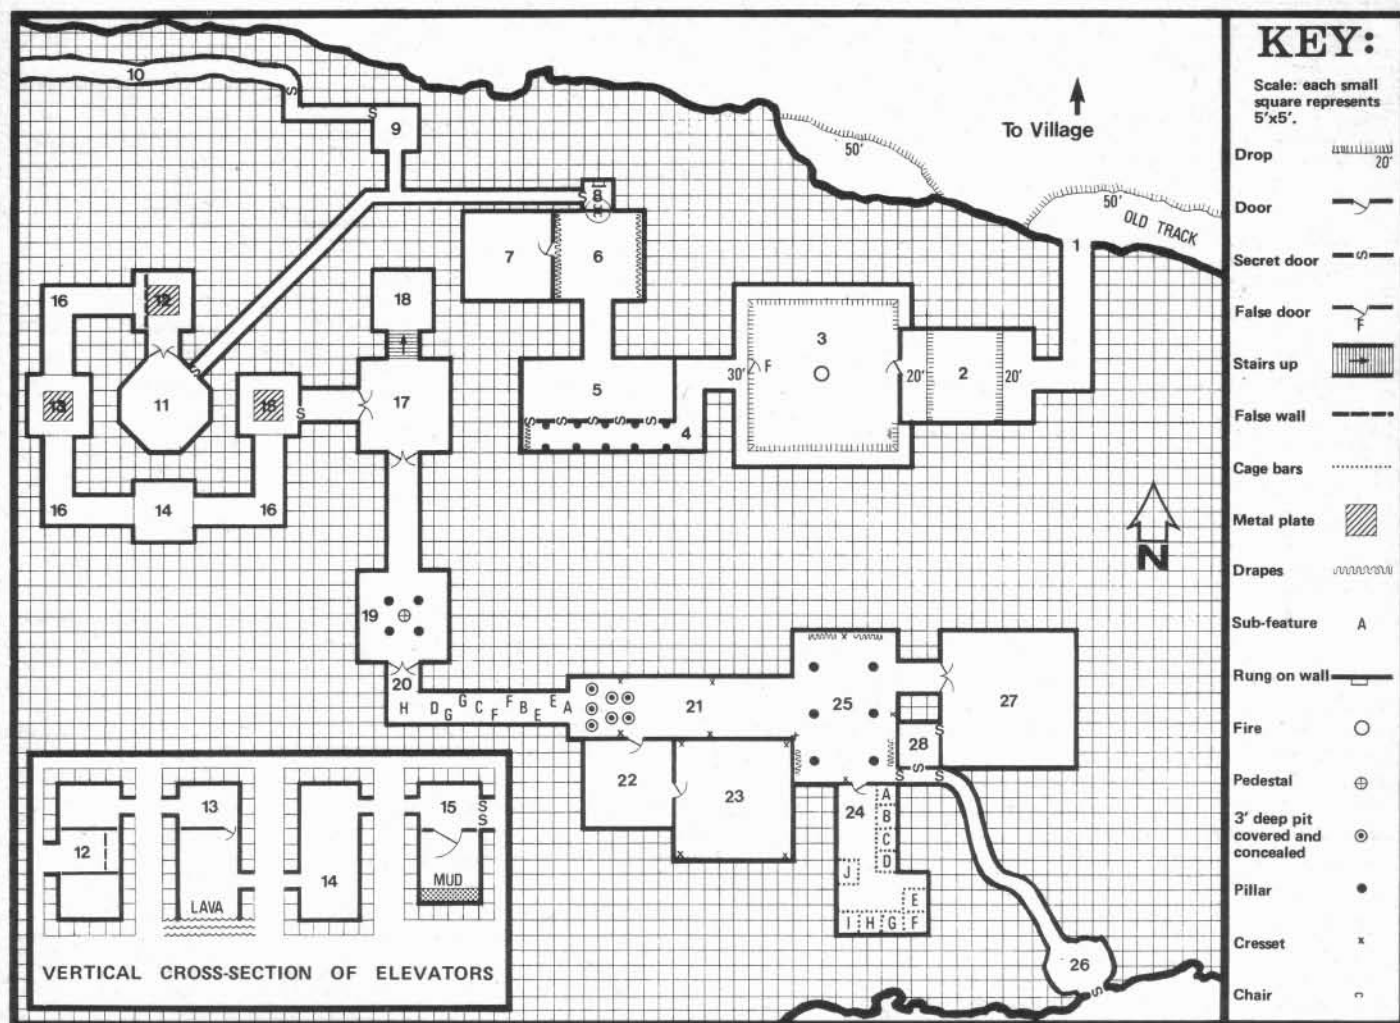 10
S
S
9
50'
To Village
50'
OLD TRACK
1
S
8
7
6
16
12
18
3
30'
F
20'
2
20'
13
11
S
15
S
17
5
S S S S S
4
16
14
16
N
19
20
H D G G C F F B E E A
21
25
27
28
S
S
S S
22
23
24
A
B
C
D
J
E
I H G F
26
S
12
13
LAVA
14
15
S
S
MUD
VERTICAL CROSS-SECTION OF ELEVATORS
KEY:
Scale: each small
square represents
5'x5'.
Drop
20'
Door
Secret door
S
False door
F
Stairs up
False wall
Cage bars
Metal plate
Drapes
Sub-feature A
Rung on wall
Fire
Pedestal
3' deep pit
covered and
concealed
Pillar
Cresset x
Chair